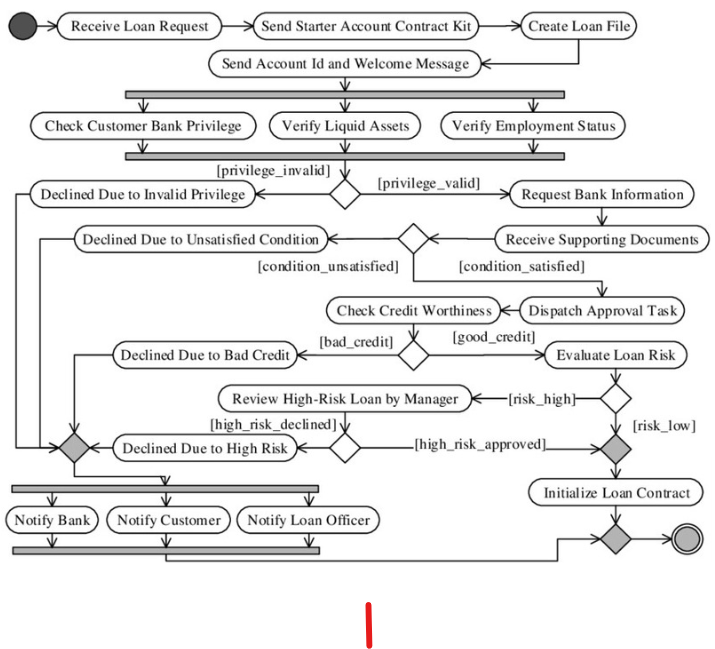 Receive Loan Request
Send Starter Account Contract Kit
Create Loan File
Send Account Id and Welcome Message
Check Customer Bank Privilege
Verify Liquid Assets
Verify Employment Status
[privilege_invalid]
Declined Due to Invalid Privilege
[privilege_valid]
Request Bank Information
Declined Due to Unsatisfied Condition
Receive Supporting Documents
[condition_unsatisfied]
[condition_satisfied]
Check Credit Worthiness
Dispatch Approval Task
[bad_credit]
[good_credit]
Declined Due to Bad Credit
Evaluate Loan Risk
Review High-Risk Loan by Manager
[risk_high]
[high_risk_declined]
[risk_low]
Declined Due to High Risk
[high_risk_approved]
Initialize Loan Contract
Notify Bank
Notify Customer
Notify Loan Officer